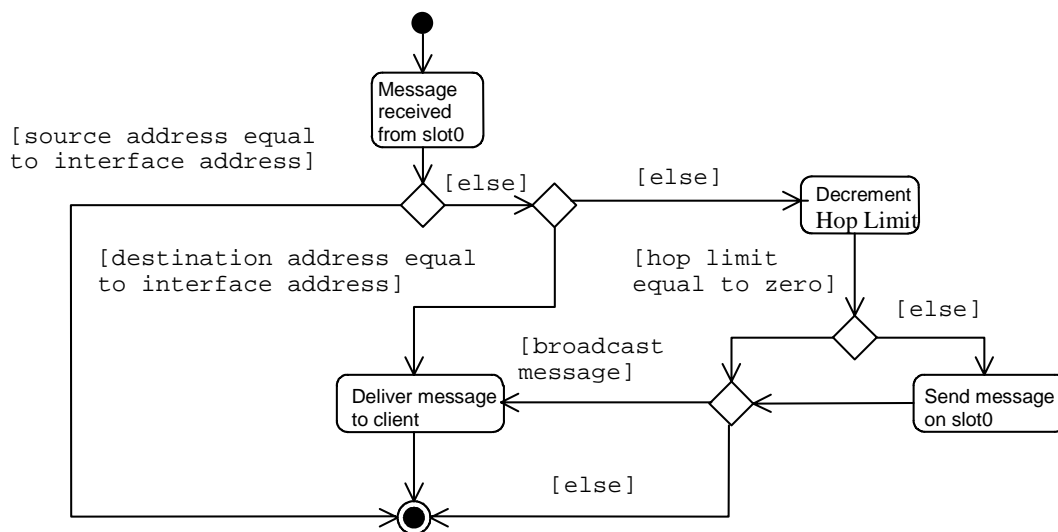 Message
received
from slot0
[source address equal
to interface address]
[else]
[else]
Decrement
Hop Limit
[destination address equal
to interface address]
[hop limit
equal to zero]
[else]
[broadcast
message]
Deliver message
to client
Send message
on slot0
[else]